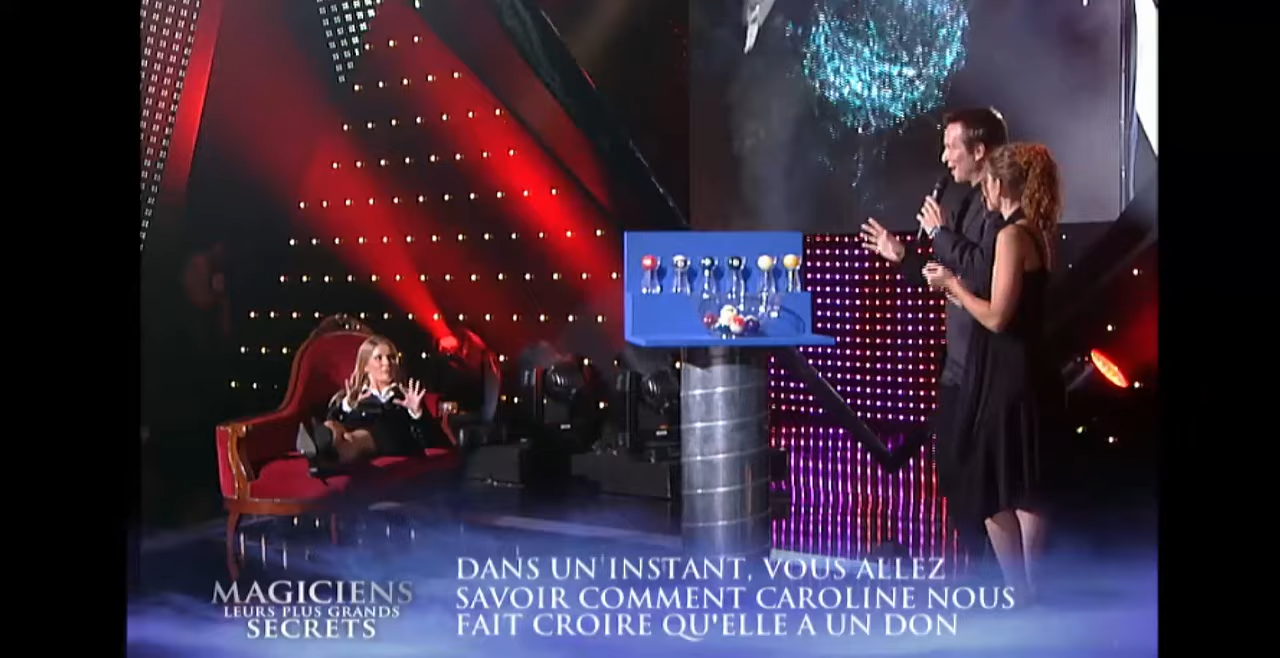 MAGICIENS
LEURS PLUS GRANDS
SECRETS
DANS UN INSTANT, VOUS ALLEZ
SAVOIR COMMENT CAROLINE NOUS
FAIT CROIRE QU'ELLE A UN DON